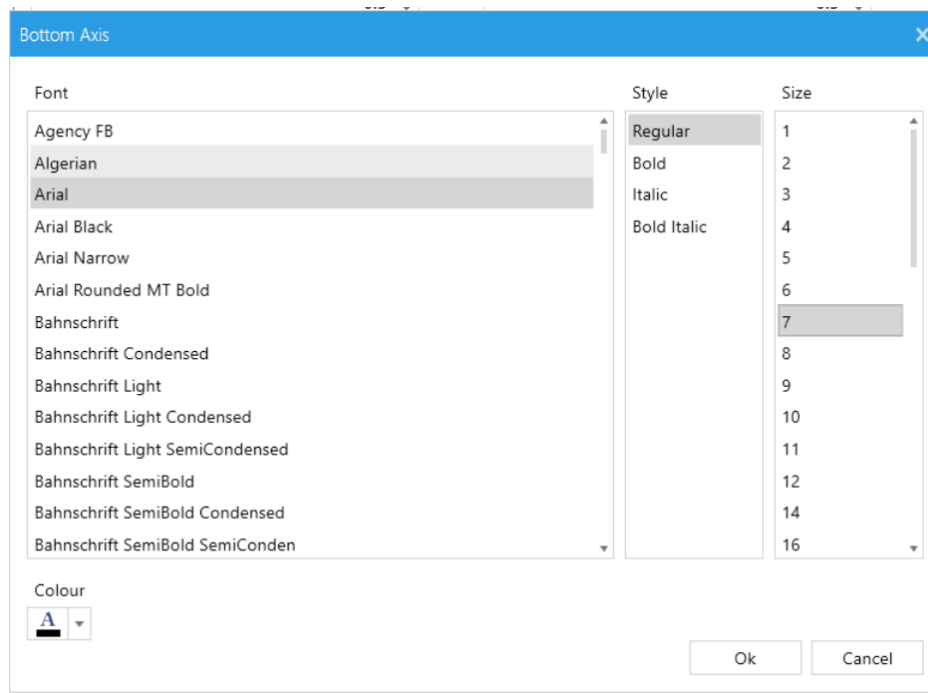 Bottom Axis
Font
Agency FB
Algerian
Arial
Arial Black
Arial Narrow
Arial Rounded MT Bold
Bahnschrift
Bahnschrift Condensed
Bahnschrift Light
Bahnschrift Light Condensed
Bahnschrift Light SemiCondensed
Bahnschrift SemiBold
Bahnschrift SemiBold Condensed
Bahnschrift SemiBold SemiConden
Style
Regular
Bold
Italic
Bold Italic
Size
1
2
3
4
5
6
7
8
9
10
11
12
14
16
Colour
A
Ok
Cancel